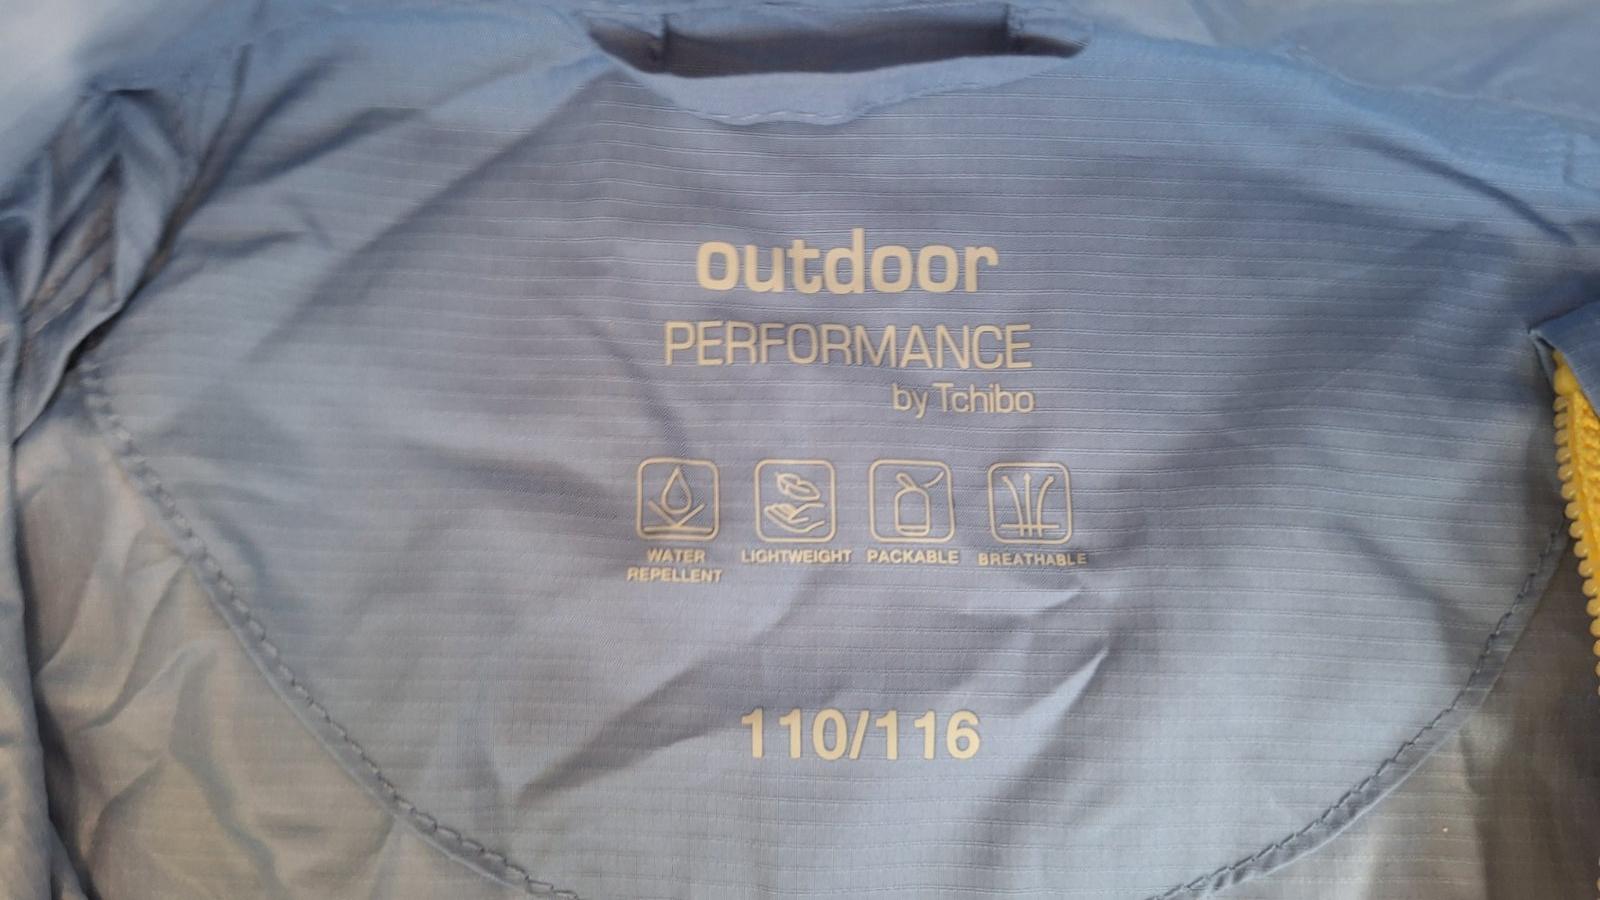 outdoor
PERFORMANCE
by Tchibo
WATER REPELLENT
LIGHTWEIGHT
PACKABLE
BREATHABLE
110/116